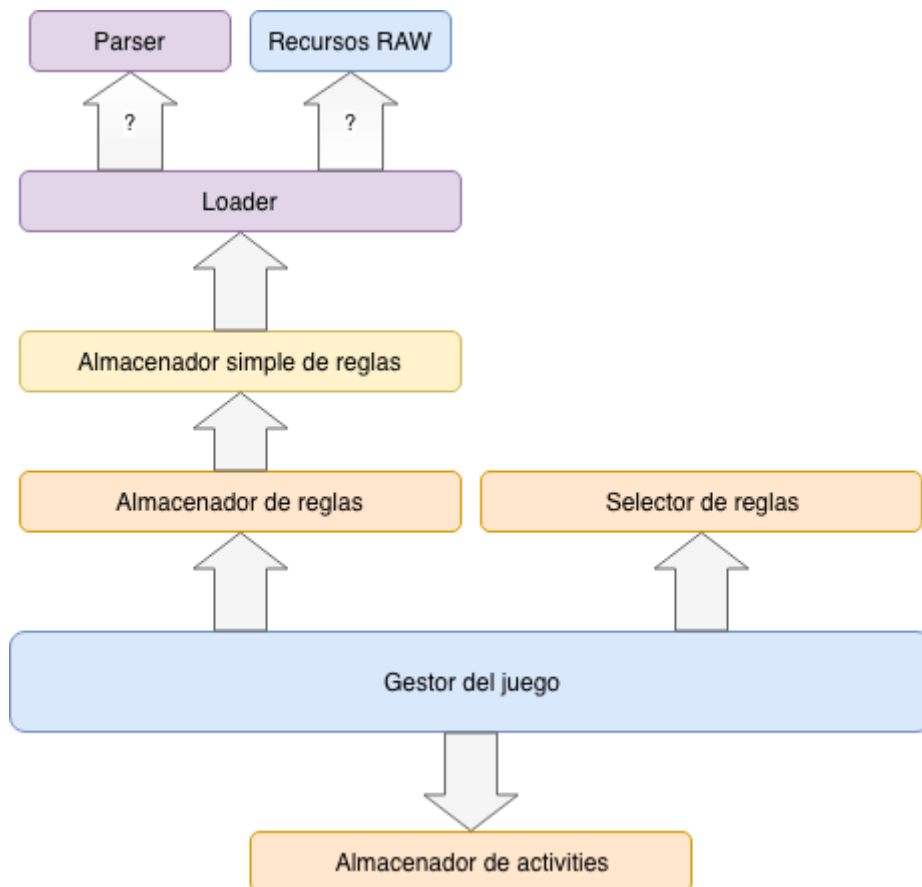 Parser
Recursos RAW
?
?
Loader
Almacenador simple de reglas
Almacenador de reglas
Selector de reglas
Gestor del juego
Almacenador de activities